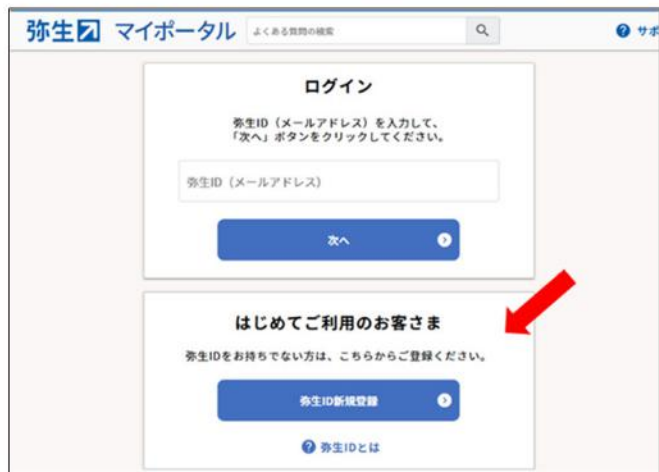 弥生 マイポータル
よくある質問の検索
サポ
ログイン
弥生ID（メールアドレス）を入力して、
「次へ」ボタンをクリックしてください。
弥生ID（メールアドレス）
次へ
はじめてご利用のお客さま
弥生IDをお持ちでない方は、こちらからご登録ください。
弥生ID新規登録
弥生IDとは